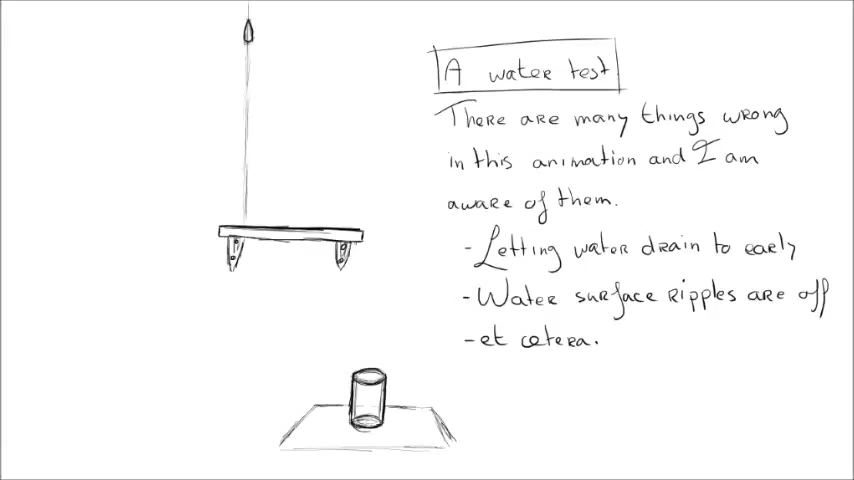 A water test
There are many things wrong
in this animation and I am
aware of them.
- Letting water drain to early
- Water surface ripples are off
- et cetera.